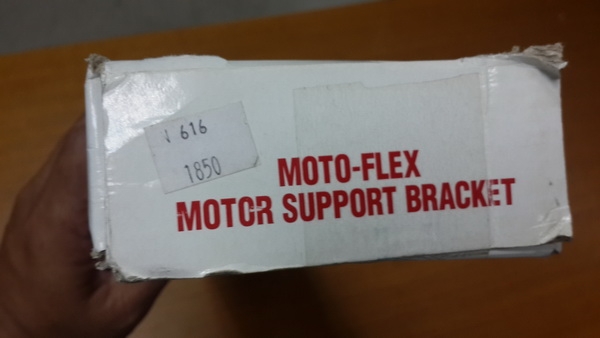 N 616
1850
MOTO-FLEX
MOTOR SUPPORT BRACKET